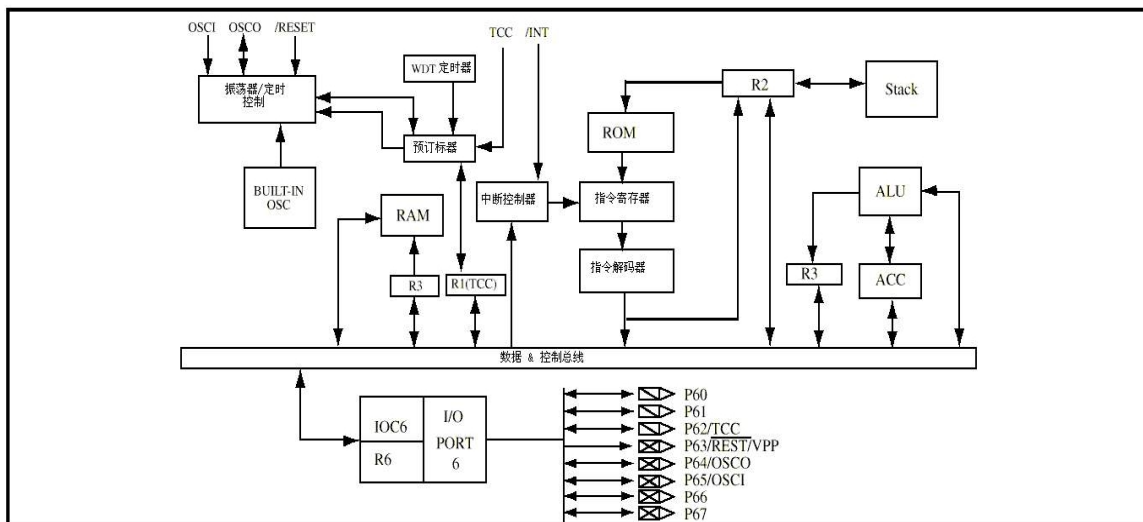 OSCI OSCO /RESET
TCC /INT
WDT 定时器
振荡器/定时
控制
预订标器
BUILT-IN
OSC
RAM
R3
R1(TCC)
中断控制器
ROM
指令寄存器
指令解码器
R2
Stack
ALU
R3
ACC
数据 & 控制总线
IOC6
R6
I/O
PORT
6
P60
P61
P62/TCC
P63/REST/VPP
P64/OSCO
P65/OSCI
P66
P67